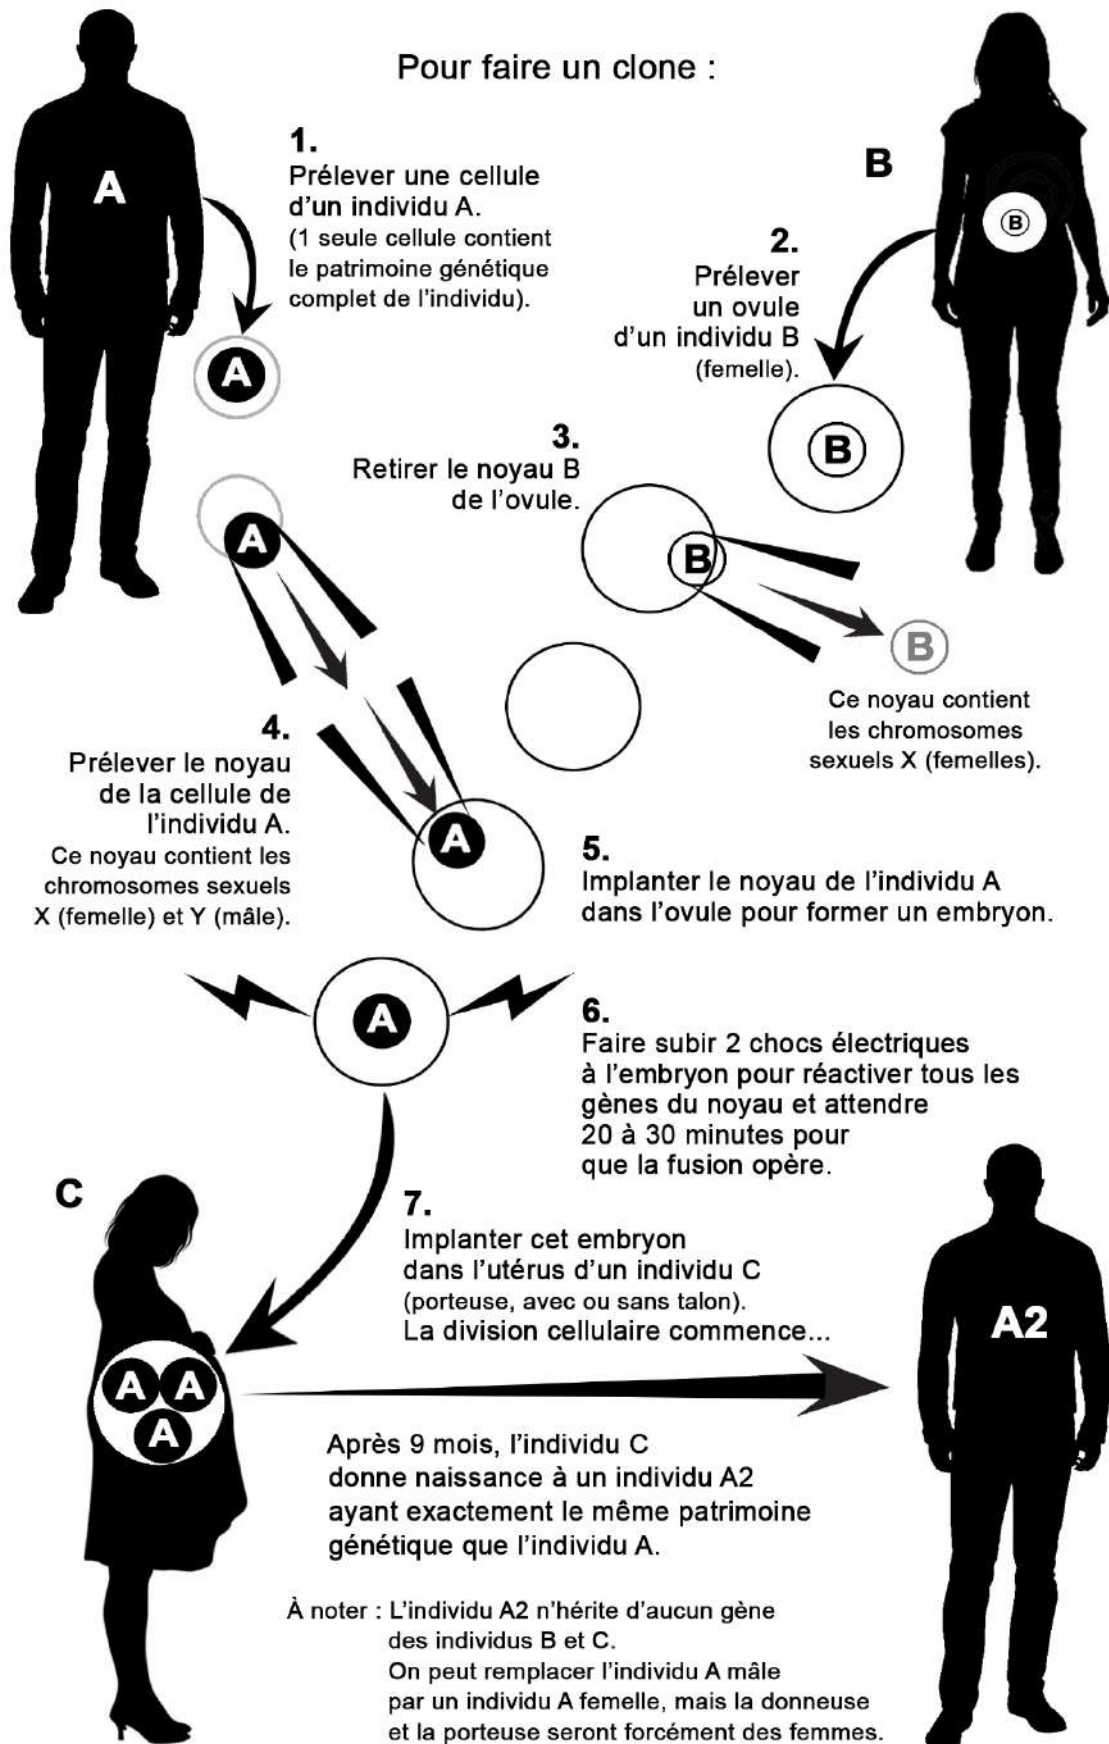 Pour faire un clone :
A
1.
Prélever une cellule
d'un individu A.
(1 seule cellule contient
le patrimoine génétique
complet de l'individu).
A
B
B
2.
Prélever
un ovule
d'un individu B
(femelle).
B
3.
Retirer le noyau B
de l'ovule.
A
B
B
Ce noyau contient
les chromosomes
sexuels X (femelles).
4.
Prélever le noyau
de la cellule de
l'individu A.
Ce noyau contient les
chromosomes sexuels
X (femelle) et Y (mâle).
A
5.
Implanter le noyau de l'individu A
dans l'ovule pour former un embryon.
A
6.
Faire subir 2 chocs électriques
à l'embryon pour réactiver tous les
gènes du noyau et attendre
20 à 30 minutes pour
que la fusion opère.
C
7.
Implanter cet embryon
dans l'utérus d'un individu C
(porteuse, avec ou sans talon).
La division cellulaire commence...
A A
A
A2
Après 9 mois, l'individu C
donne naissance à un individu A2
ayant exactement le même patrimoine
génétique que l'individu A.
À noter : L'individu A2 n'hérite d'aucun gène
des individus B et C.
On peut remplacer l'individu A mâle
par un individu A femelle, mais la donneuse
et la porteuse seront forcément des femmes.